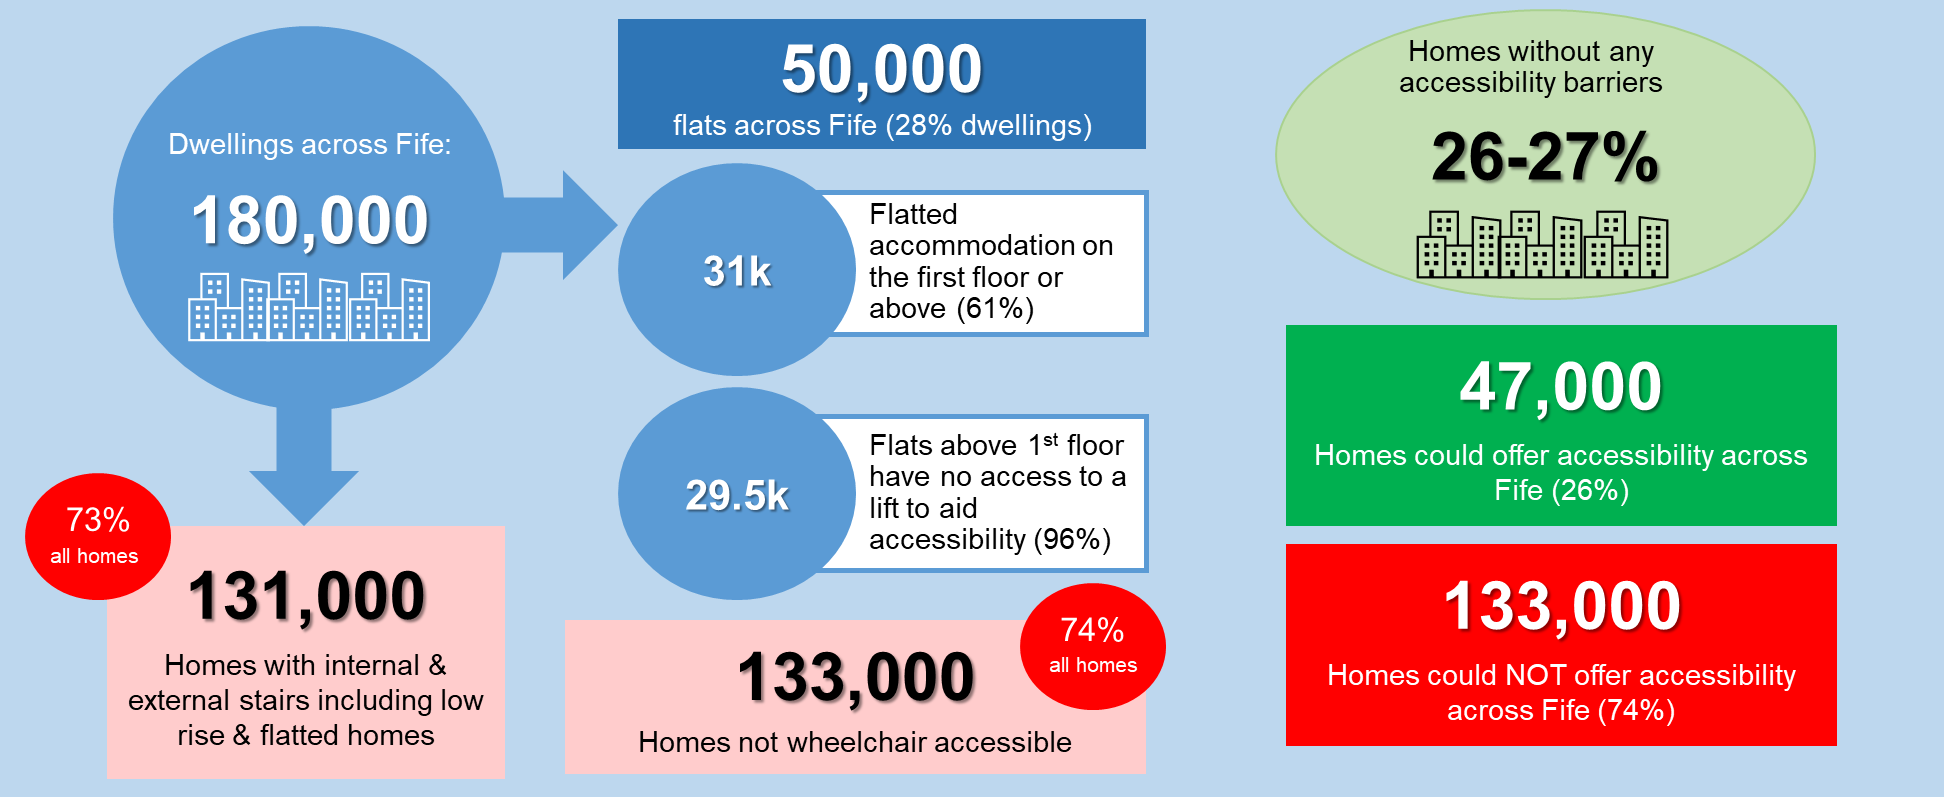 Dwellings across Fife:
180,000
73%
all homes
131,000
Homes with internal &
external stairs including low
rise & flatted homes
50,000
flats across Fife (28% dwellings)
31k
Flatted
accommodation on
the first floor or
above (61%)
29.5k
Flats above 1st floor
have no access to a
lift to aid
accessibility (96%)
74%
all homes
133,000
Homes not wheelchair accessible
Homes without any
accessibility barriers
26-27%
47,000
Homes could offer accessibility across
Fife (26%)
133,000
Homes could NOT offer accessibility
across Fife (74%)